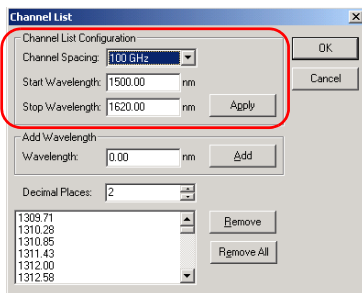 Channel List
Channel List Configuration
Channel Spacing: 100 GHz
OK
Start Wavelength: 1500.00 nm
Cancel
Stop Wavelength: 1620.00 nm Apply
Add Wavelength
Wavelength: 0.00 nm Add
Decimal Places: 2
1309.71
1310.28
1310.85
1311.43
1312.00
1312.58
Remove
Remove All